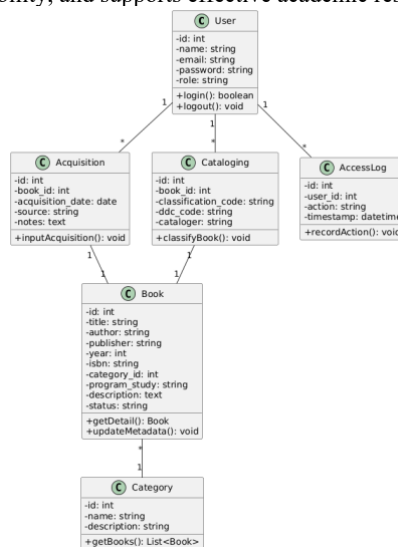 bility, and supports effective academic res
C User
-id: int
-name: string
-email: string
-password: string
-role: string
+login(): boolean
+logout(): void
1
1
1
*
*
*
C Acquisition
-id: int
-book_id: int
-acquisition_date: date
-source: string
-notes: text
+inputAcquisition(): void
C Cataloging
-id: int
-book_id: int
-classification_code: string
-ddc_code: string
-cataloger: string
+classifyBook(): void
C AccessLog
-id: int
-user_id: int
-action: string
-timestamp: datetime
+recordAction(): void
1
1
1
1
C Book
-id: int
-title: string
-author: string
-publisher: string
-year: int
-isbn: string
-category_id: int
-program_study: string
-description: text
-status: string
+getDetail(): Book
+updateMetadata(): void
*
1
C Category
-id: int
-name: string
-description: string
+getBooks(): List<Book>